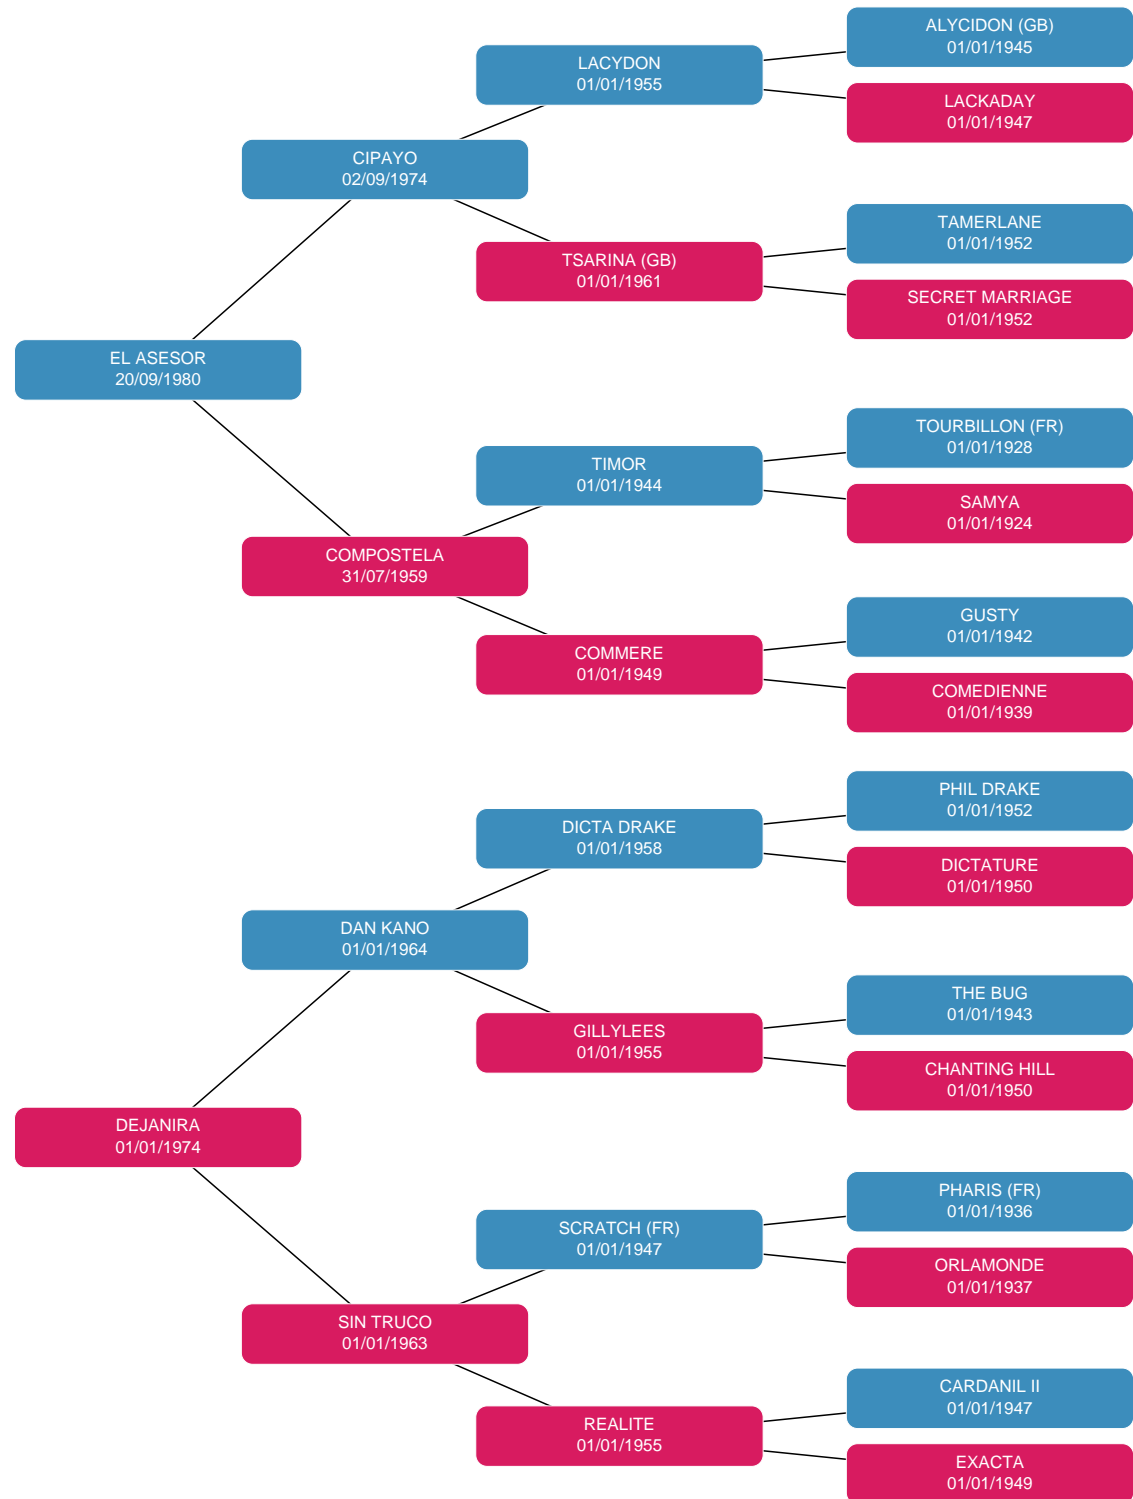 ALYCIDON (GB)
01/01/1945
LACYDON
01/01/1955
LACKADAY
01/01/1947
CIPAYO
02/09/1974
TAMERLANE
01/01/1952
TSARINA (GB)
01/01/1961
SECRET MARRIAGE
01/01/1952
EL ASESOR
20/09/1980
TOURBILLON (FR)
01/01/1928
TIMOR
01/01/1944
SAMYA
01/01/1924
COMPOSTELA
31/07/1959
GUSTY
01/01/1942
COMMERE
01/01/1949
COMEDIENNE
01/01/1939
PHIL DRAKE
01/01/1952
DICTA DRAKE
01/01/1958
DICTATURE
01/01/1950
DAN KANO
01/01/1964
THE BUG
01/01/1943
GILLYLEES
01/01/1955
CHANTING HILL
01/01/1950
DEJANIRA
01/01/1974
PHARIS (FR)
01/01/1936
SCRATCH (FR)
01/01/1947
ORLAMONDE
01/01/1937
SIN TRUCO
01/01/1963
CARDANIL II
01/01/1947
REALITE
01/01/1955
EXACTA
01/01/1949